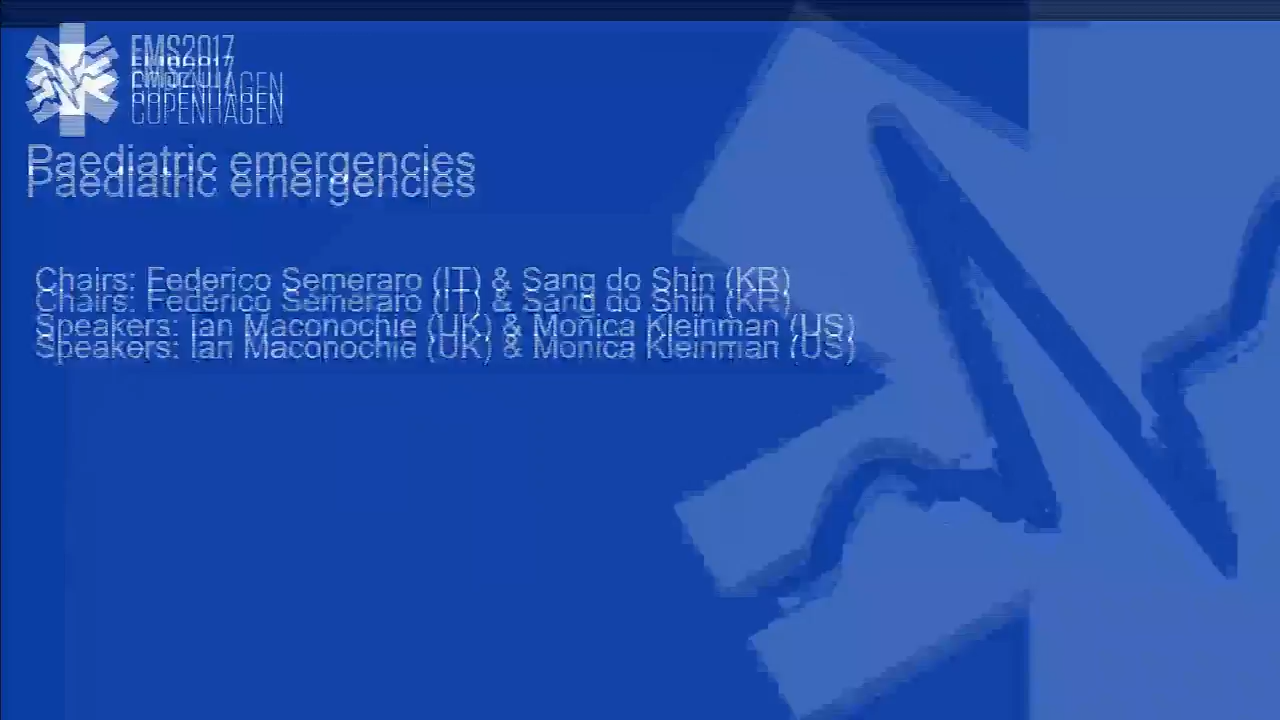 EMS2017
COPENHAGEN
Paediatric emergencies
Chairs: Federico Semeraro (IT) & Sang do Shin (KR)
Speakers: Ian Maconochie (UK) & Monica Kleinman (US)